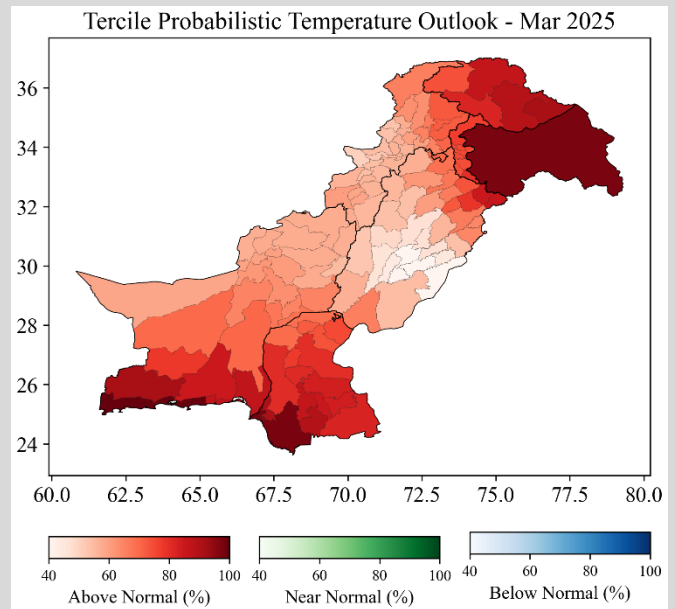 Tercile Probabilistic Temperature Outlook - Mar 2025
36
34
32
30
28
26
24
60.0 62.5 65.0 67.5 70.0 72.5 75.0 77.5 80.0
40 60 80 100 40 60 80 100 40 60 80 100
Above Normal (%) Near Normal (%) Below Normal (%)